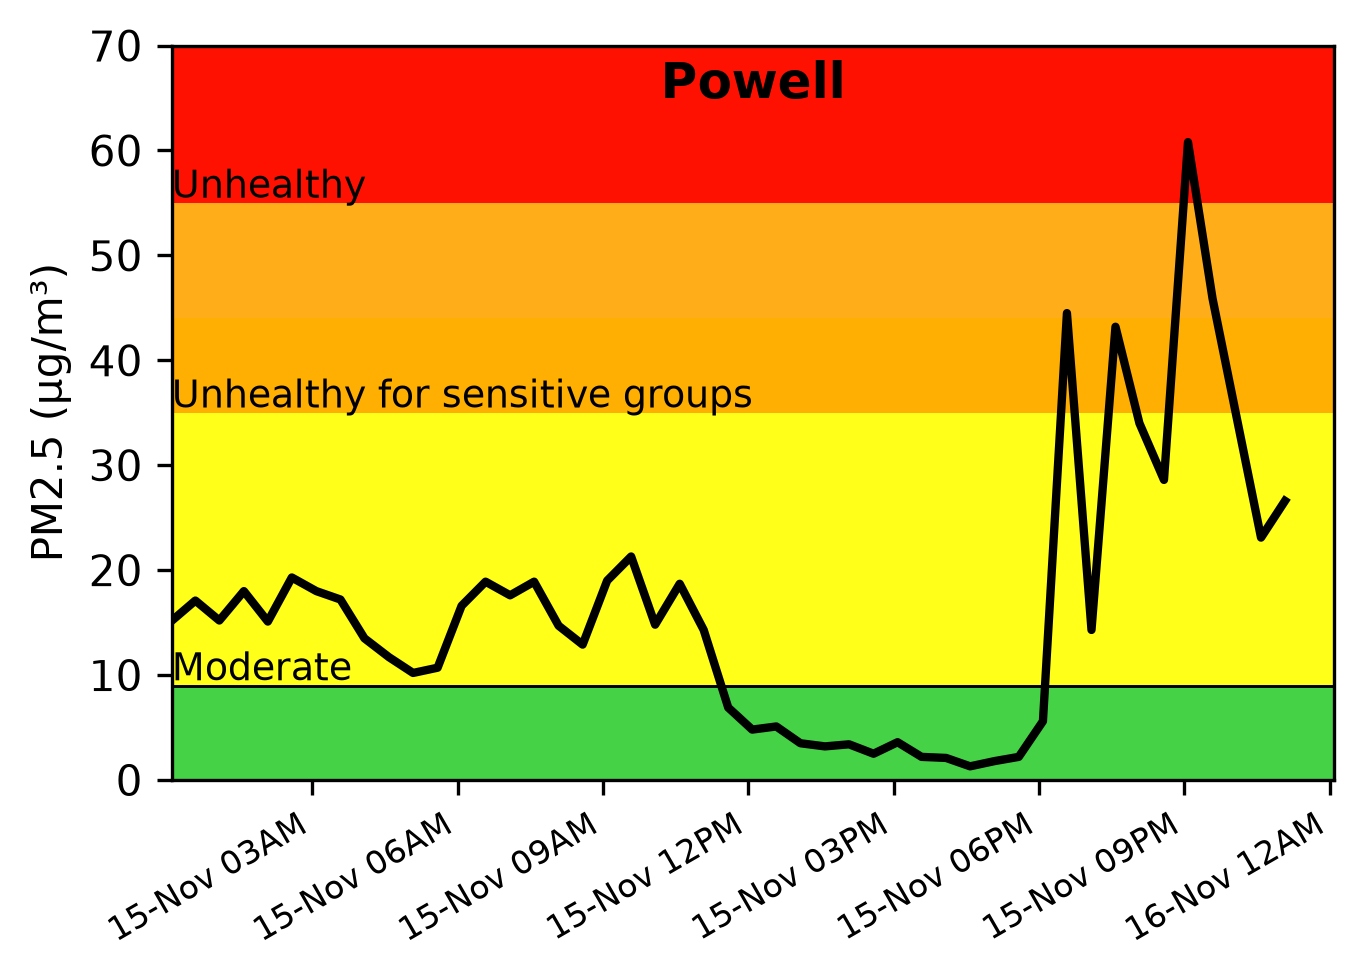 Powell
PM2.5 (µg/m³)
70
60
50
40
30
20
10
0
Unhealthy
Unhealthy for sensitive groups
Moderate
15-Nov 03AM
15-Nov 06AM
15-Nov 09AM
15-Nov 12PM
15-Nov 03PM
15-Nov 06PM
15-Nov 09PM
16-Nov 12AM